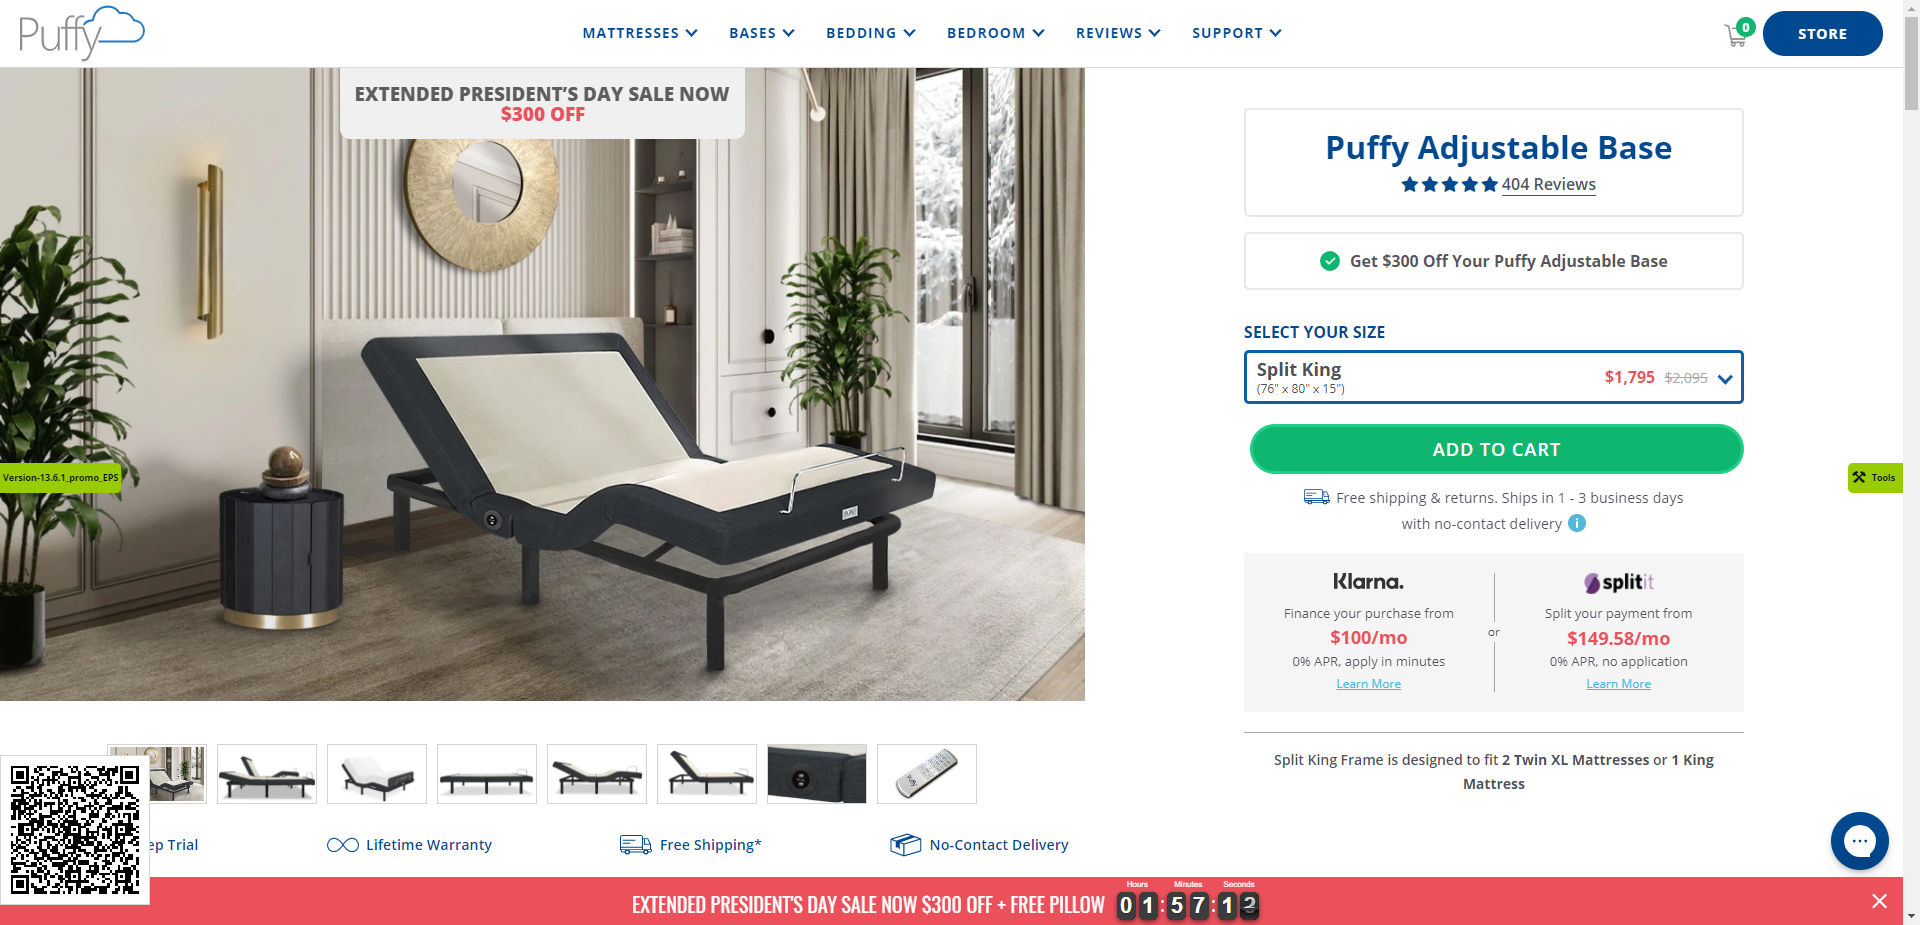 Puffy
MATTRESSES
BASES
BEDDING
BEDROOM
REVIEWS
SUPPORT
0
STORE
EXTENDED PRESIDENT'S DAY SALE NOW
$300 OFF
Puffy Adjustable Base
404 Reviews
Get $300 Off Your Puffy Adjustable Base
SELECT YOUR SIZE
Split King
(76" x 80" x 15")
$1,795 $2,095
ADD TO CART
Version-13.6.1_promo_EPS
Tools
Free shipping & returns. Ships in 1 - 3 business days
with no-contact delivery
Klarna.
Finance your purchase from
$100/mo
0% APR, apply in minutes
Learn More
or
splitit
Split your payment from
$149.58/mo
0% APR, no application
Learn More
Split King Frame is designed to fit 2 Twin XL Mattresses or 1 King
Mattress
ep Trial
Lifetime Warranty
Free Shipping*
No-Contact Delivery
EXTENDED PRESIDENT'S DAY SALE NOW $300 OFF + FREE PILLOW
Hours Minutes Seconds
01:57:1